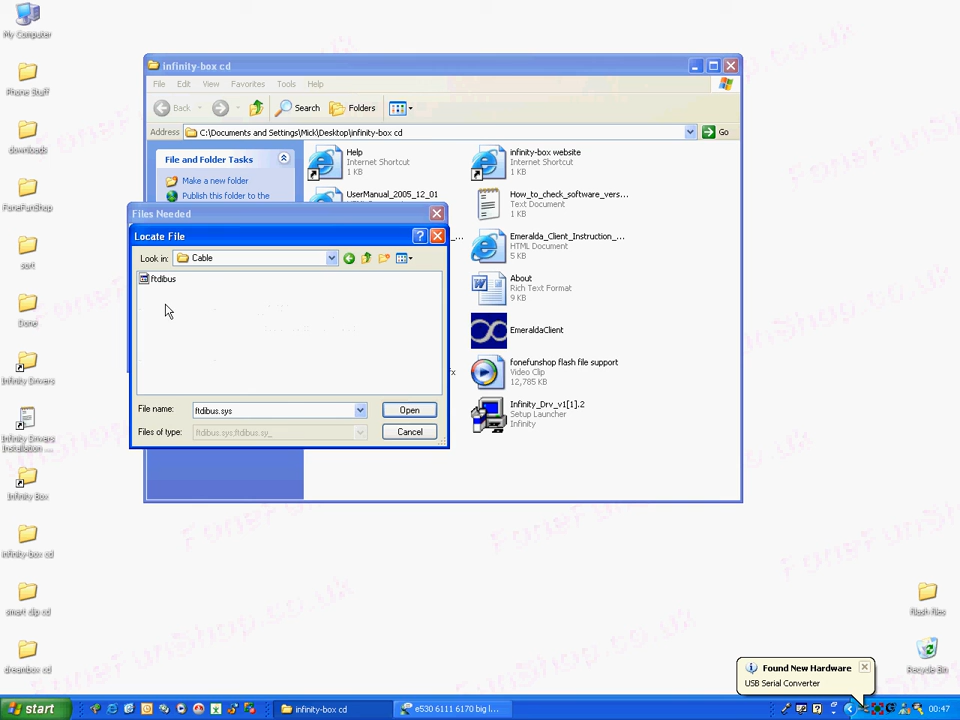 My Computer
Phone Stuff
downloads
FoneFunShop
sort
Done
Infinity Drivers
Infinity Drivers
Installation ...
Infinity Box
infinity-box cd
smart clip cd
dreambox cd
infinity-box cd
File Edit View Favorites Tools Help
Back Search Folders
Address C:\Documents and Settings\Mick\Desktop\infinity-box cd Go
File and Folder Tasks
Make a new folder
Publish this folder to the
Help
Internet Shortcut
1 KB
infinity-box website
Internet Shortcut
1 KB
UserManual_2005_12_01
How_to_check_software_vers...
Text Document
1 KB
Emeralda_Client_Instruction_...
HTML Document
5 KB
About
Rich Text Format
9 KB
EmeraldaClient
fonefunshop flash file support
Video Clip
12,785 KB
Infinity_Drv_v1[1].2
Setup Launcher
Infinity
Files Needed
Locate File
Look in: Cable
ftdibus
File name: ftdibus.sys Open
Files of type: ftdibus.sys;ftdibus.sy_ Cancel
flash files
Recycle Bin
Found New Hardware
USB Serial Converter
start infinity-box cd e530 6111 6170 big l... 00:47